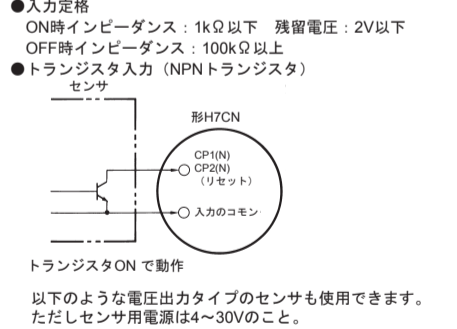 ●入力定格
ON時インピーダンス：1kΩ以下　残留電圧：2V以下
OFF時インピーダンス：100kΩ以上
●トランジスタ入力（NPNトランジスタ）
センサ
形H7CN
CP1(N)
CP2(N)
（リセット）
入力のコモン
トランジスタON で動作
以下のような電圧出力タイプのセンサも使用できます。
ただしセンサ用電源は4～30Vのこと。